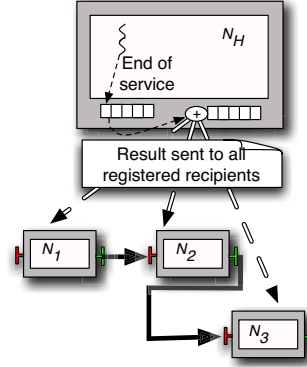 N_H
End of
service
+
Result sent to all
registered recipients
N_1
N_2
N_3